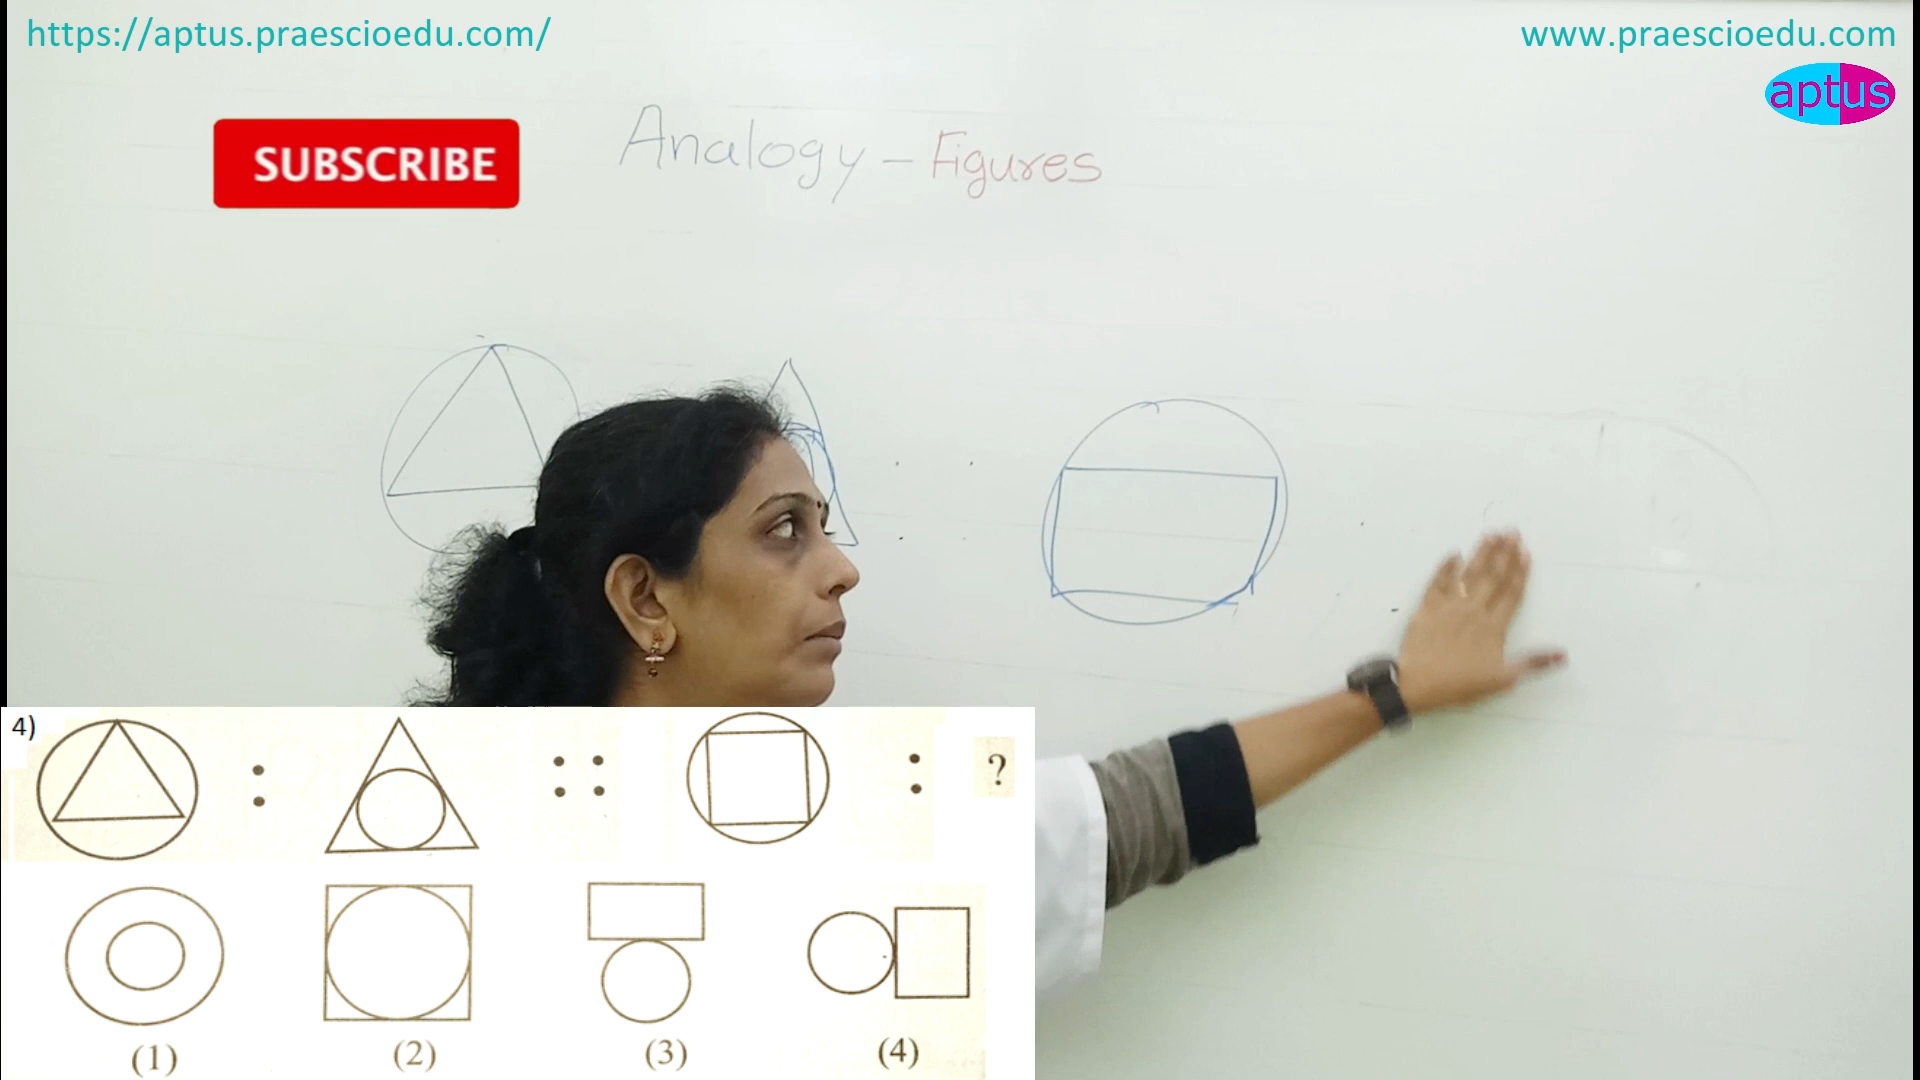 https://aptus.praescioedu.com/
www.praescioedu.com
aptus
SUBSCRIBE
Analogy - Figures
4)
: :: : ?
(1) (2) (3) (4)